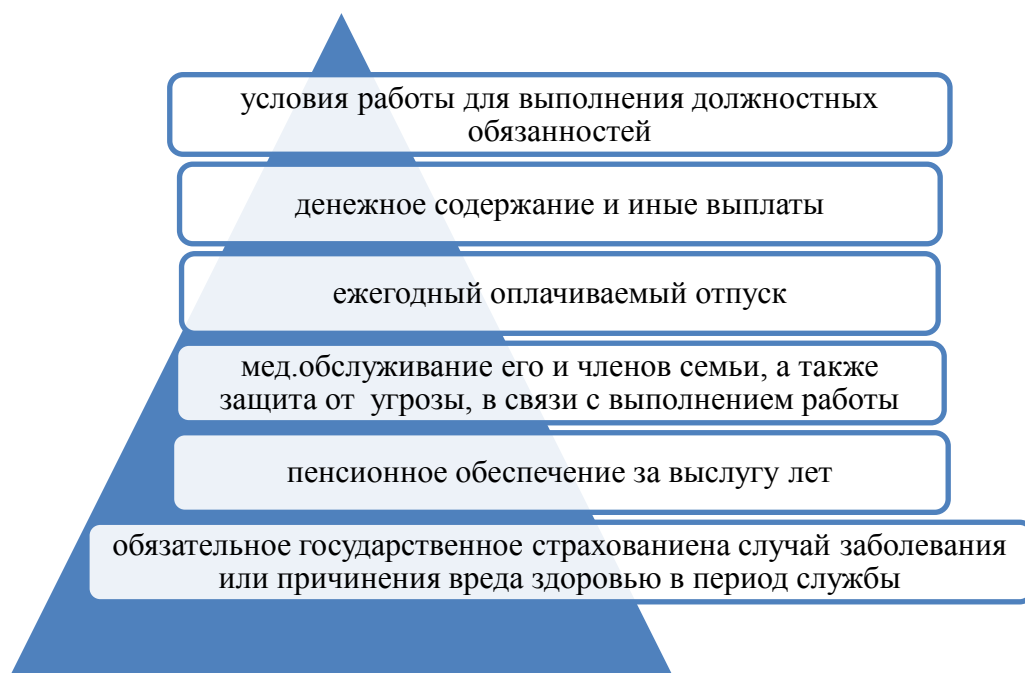 условия работы для выполнения должностных
обязанностей
денежное содержание и иные выплаты
ежегодный оплачиваемый отпуск
мед.обслуживание его и членов семьи, а также
защита от угрозы, в связи с выполнением работы
пенсионное обеспечение за выслугу лет
обязательное государственное страхованиена случай заболевания
или причинения вреда здоровью в период службы